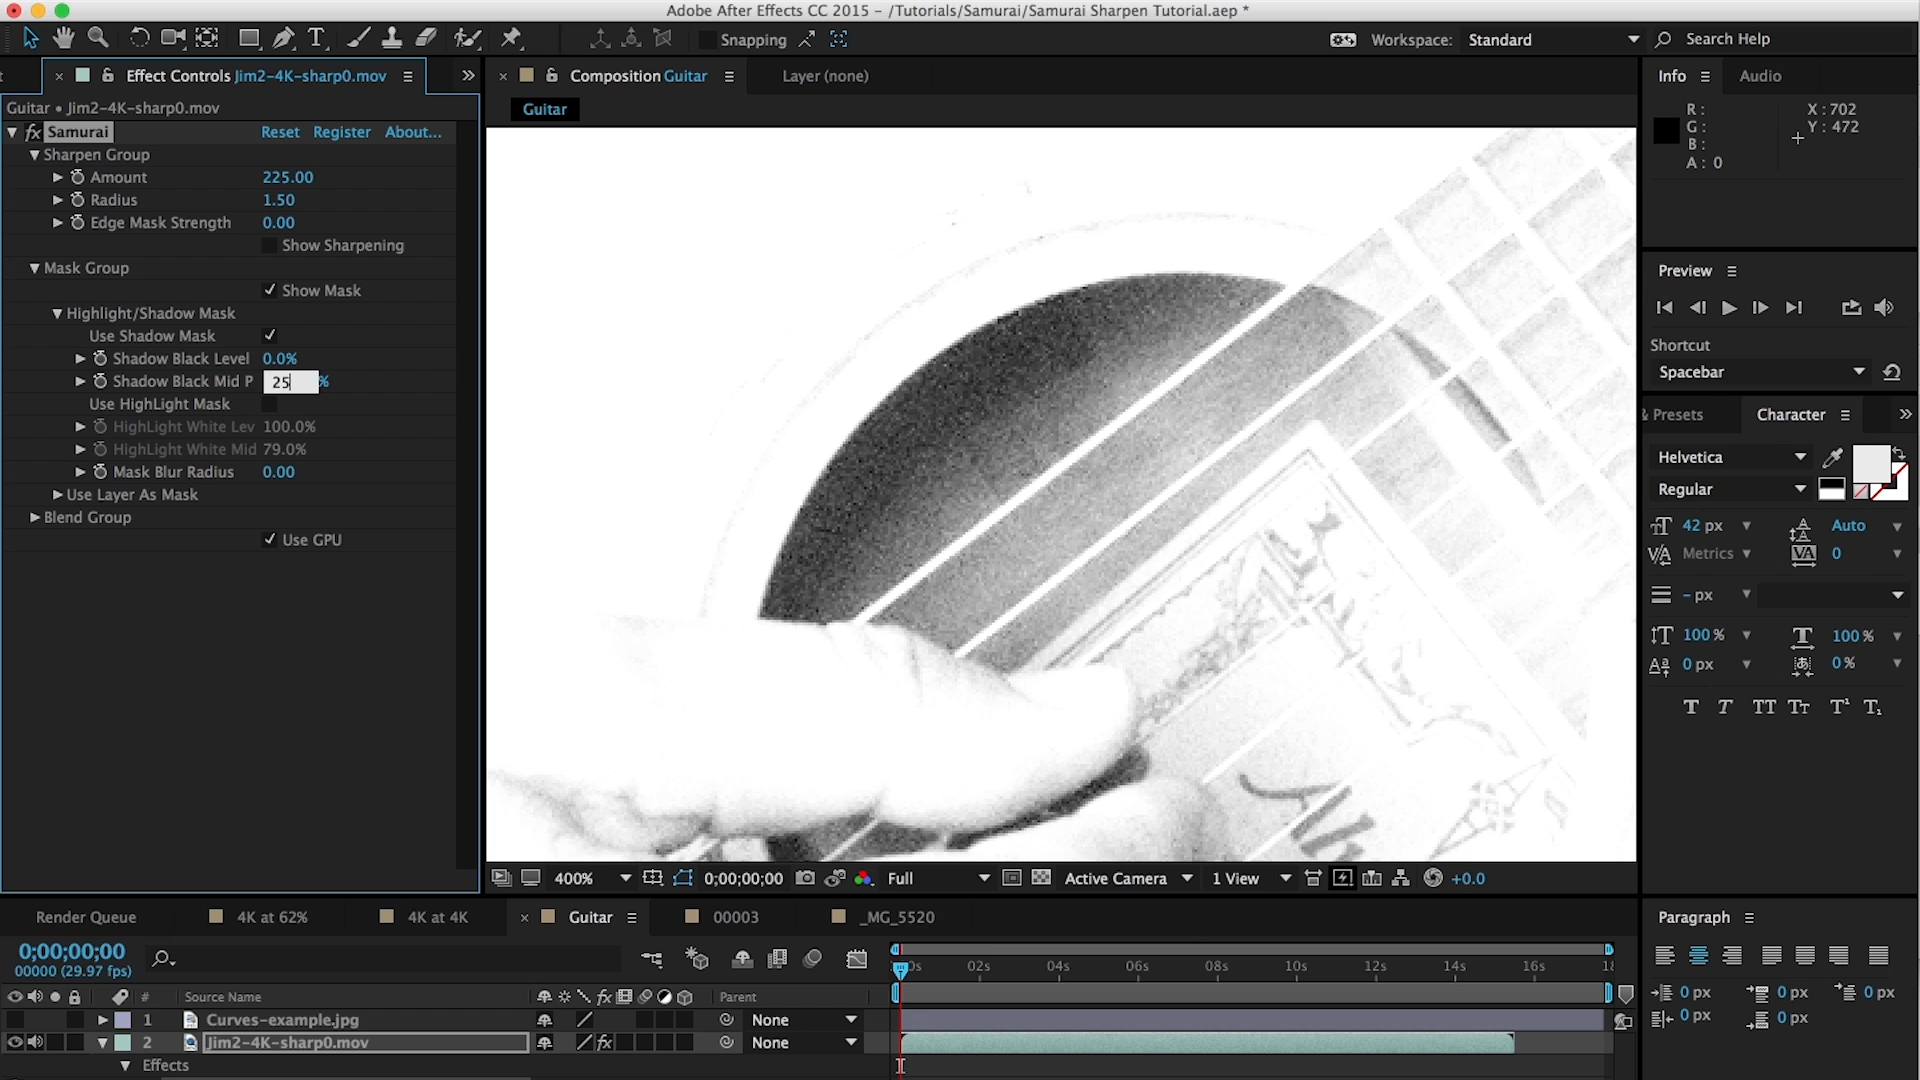 Adobe After Effects CC 2015 - /Tutorials/Samurai/Samurai Sharpen Tutorial.aep *
Snapping
Workspace: Standard
Search Help
Effect Controls Jim2-4K-sharp0.mov
Composition Guitar
Layer (none)
Info
Audio
Guitar • Jim2-4K-sharp0.mov
Guitar
R:
G:
B:
A: 0
X: 702
Y: 472
fx Samurai Reset Register About...
Sharpen Group
Amount 225.00
Radius 1.50
Edge Mask Strength 0.00
Show Sharpening
Mask Group
Show Mask
Highlight/Shadow Mask
Use Shadow Mask
Shadow Black Level 0.0%
Shadow Black Mid P 25 %
Use HighLight Mask
HighLight White Lev 100.0%
HighLight White Mid 79.0%
Mask Blur Radius 0.00
Use Layer As Mask
Blend Group
Use GPU
Preview
Shortcut
Spacebar
& Presets
Character
Helvetica
Regular
42 px Auto
Metrics 0
- px
100 % 100 %
0 px 0 %
T T TT Tt T¹ T₁
400% 0;00;00;00 Full Active Camera 1 View +0.0
Render Queue 4K at 62% 4K at 4K Guitar 00003 _MG_5520
0;00;00;00
00000 (29.97 fps)
02s 04s 06s 08s 10s 12s 14s 16s
# Source Name fx Parent
1 Curves-example.jpg None
2 Jim2-4K-sharp0.mov fx None
Effects
Paragraph
0 px 0 px 0 px
0 px 0 px